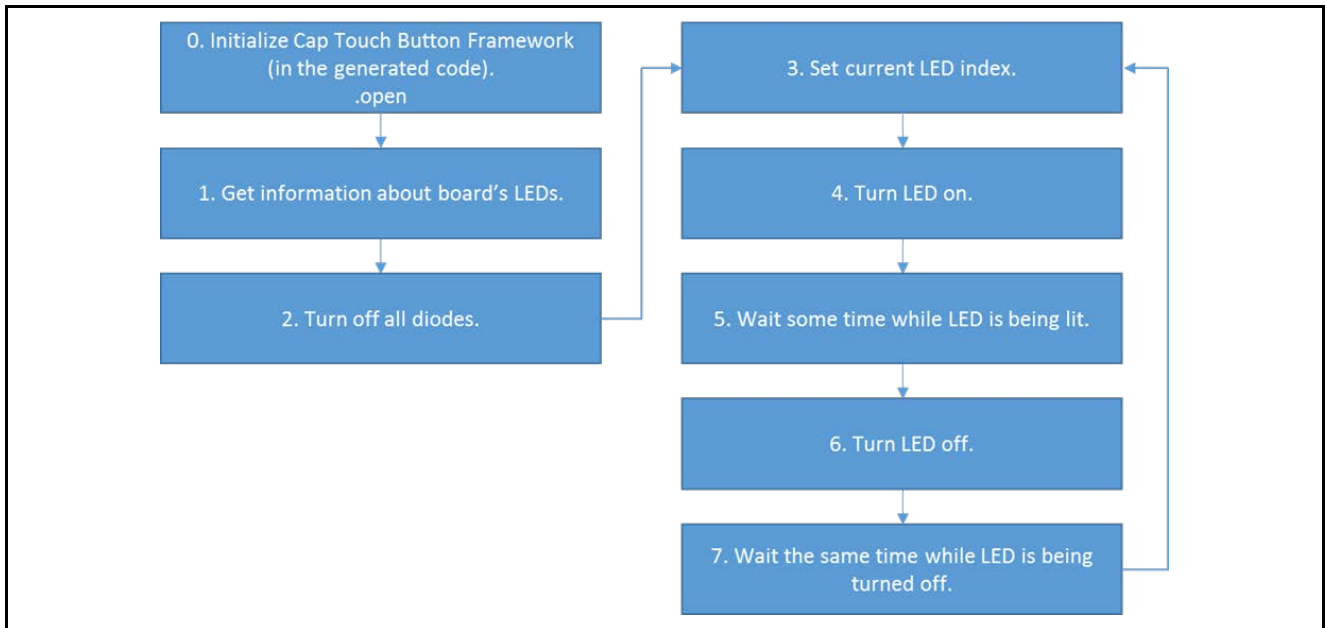 0. Initialize Cap Touch Button Framework
(in the generated code).
.open
1. Get information about board’s LEDs.
2. Turn off all diodes.
3. Set current LED index.
4. Turn LED on.
5. Wait some time while LED is being lit.
6. Turn LED off.
7. Wait the same time while LED is being
turned off.